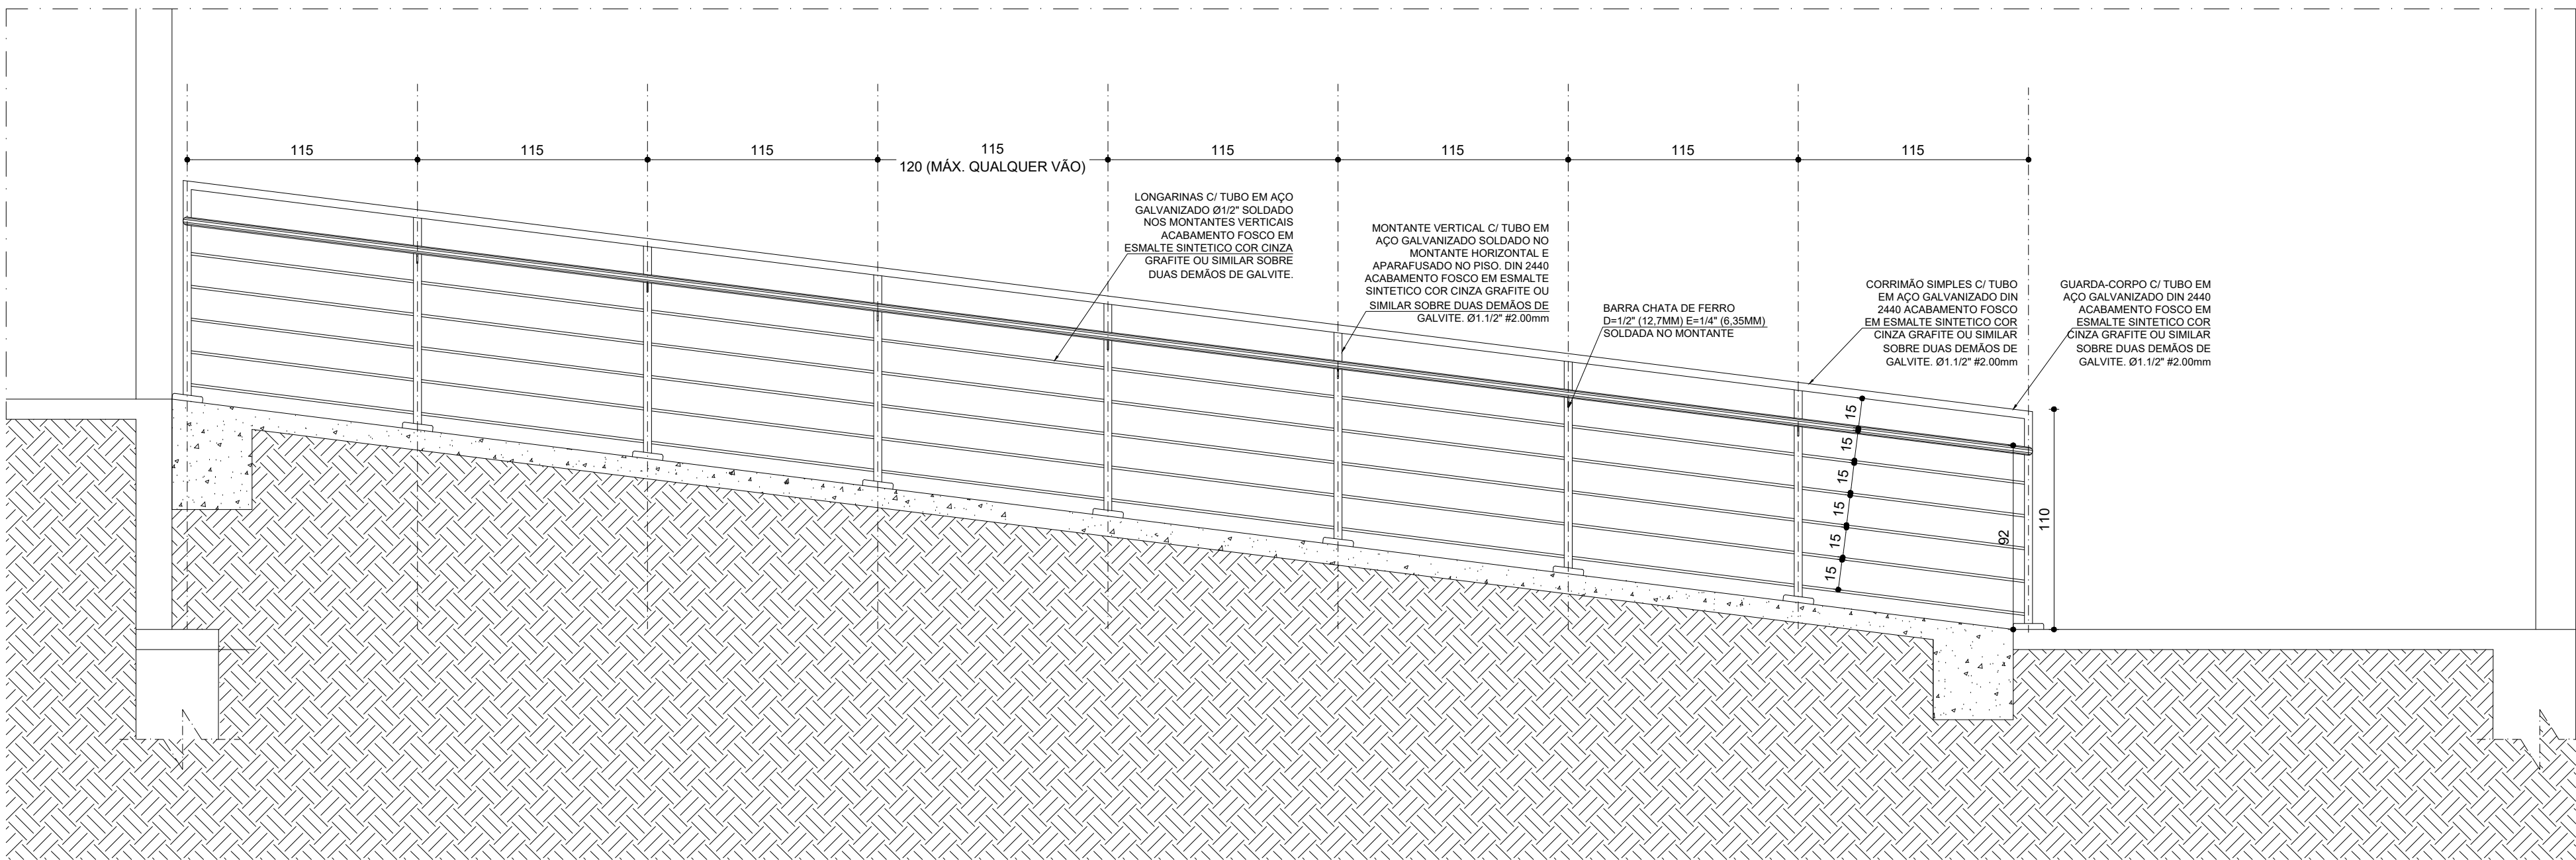 115
115
115
115
115
115
115
115
120 (MÁX. QUALQUER VÃO)
LONGARINAS C/ TUBO EM AÇO
GALVANIZADO Ø1/2" SOLDADO
NOS MONTANTES VERTICAIS
ACABAMENTO FOSCO EM
ESMALTE SINTETICO COR CINZA
GRAFITE OU SIMILAR SOBRE
DUAS DEMÃOS DE GALVITE.
MONTANTE VERTICAL C/ TUBO EM
AÇO GALVANIZADO SOLDADO NO
MONTANTE HORIZONTAL E
APARAFUSADO NO PISO. DIN 2440
ACABAMENTO FOSCO EM ESMALTE
SINTETICO COR CINZA GRAFITE OU
SIMILAR SOBRE DUAS DEMÃOS DE
GALVITE. Ø1.1/2" #2.00mm
BARRA CHATA DE FERRO
D=1/2" (12,7MM) E=1/4" (6,35MM)
SOLDADA NO MONTANTE
CORRIMÃO SIMPLES C/ TUBO
EM AÇO GALVANIZADO DIN
2440 ACABAMENTO FOSCO
EM ESMALTE SINTETICO COR
CINZA GRAFITE OU SIMILAR
SOBRE DUAS DEMÃOS DE
GALVITE. Ø1.1/2" #2.00mm
GUARDA-CORPO C/ TUBO EM
AÇO GALVANIZADO DIN 2440
ACABAMENTO FOSCO EM
ESMALTE SINTETICO COR
CINZA GRAFITE OU SIMILAR
SOBRE DUAS DEMÃOS DE
GALVITE. Ø1.1/2" #2.00mm
15
15
15
15
15
15
92
110